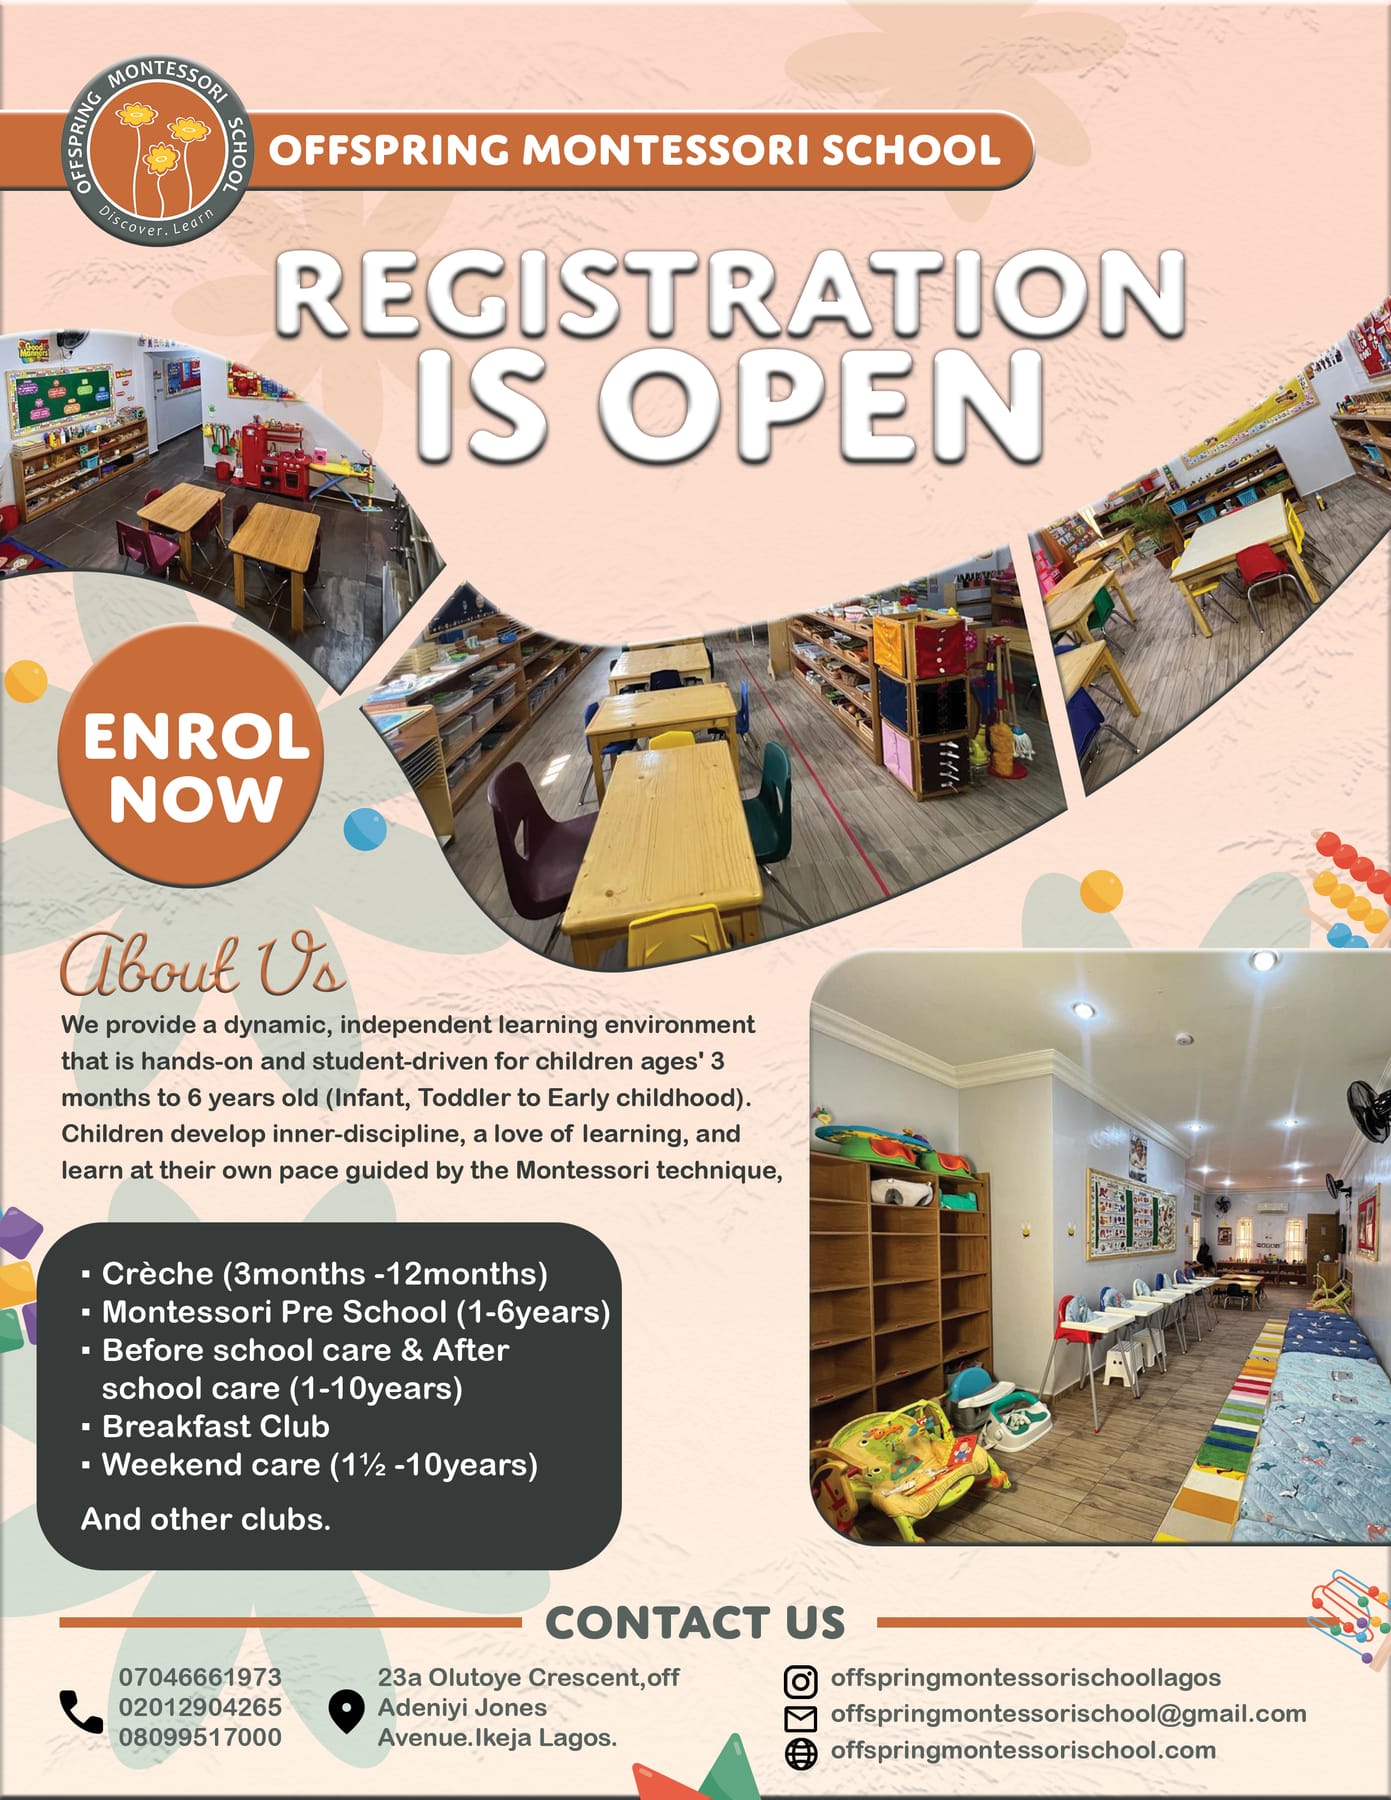 OFFSPRING MONTESSORI SCHOOL
Discover. Learn
OFFSPRING MONTESSORI SCHOOL
REGISTRATION
IS OPEN
Good
Manners
ENROL
NOW
About Us
We provide a dynamic, independent learning environment
that is hands-on and student-driven for children ages' 3
months to 6 years old (Infant, Toddler to Early childhood).
Children develop inner-discipline, a love of learning, and
learn at their own pace guided by the Montessori technique,
▪ Crèche (3months -12months)
▪ Montessori Pre School (1-6years)
▪ Before school care & After
school care (1-10years)
▪ Breakfast Club
▪ Weekend care (1½ -10years)
And other clubs.
CONTACT US
07046661973
02012904265
08099517000
23a Olutoye Crescent,off
Adeniyi Jones
Avenue.Ikeja Lagos.
offspringmontessorischoollagos
offspringmontessorischool@gmail.com
offspringmontessorischool.com